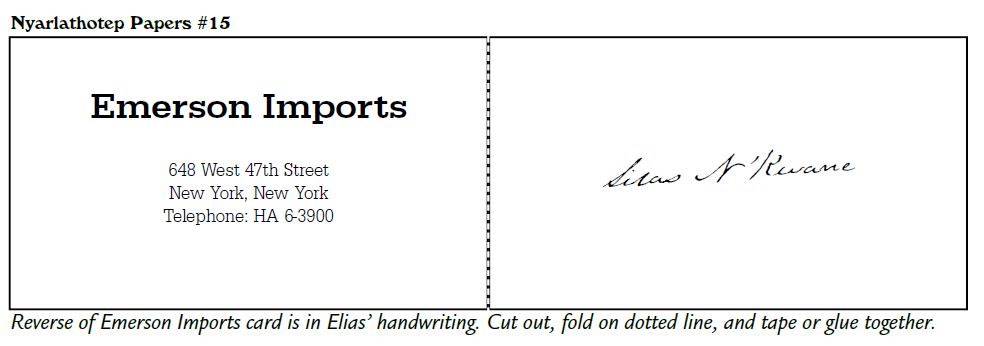 Nyarlathotep Papers #15
Emerson Imports
648 West 47th Street
New York, New York
Telephone: HA 6-3900
Silas N'Kwane
Reverse of Emerson Imports card is in Elias' handwriting. Cut out, fold on dotted line, and tape or glue together.